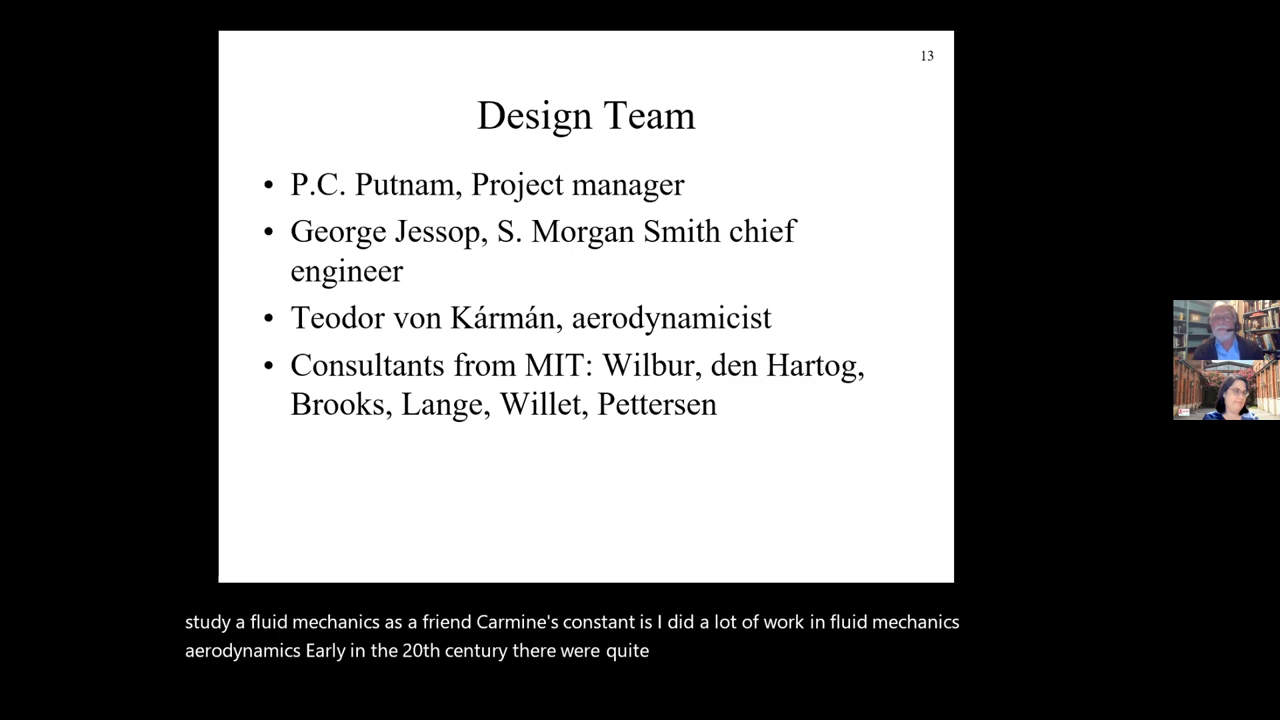 13
Design Team
• P.C. Putnam, Project manager
• George Jessop, S. Morgan Smith chief
engineer
• Teodor von Kármán, aerodynamicist
• Consultants from MIT: Wilbur, den Hartog,
Brooks, Lange, Willet, Pettersen
study a fluid mechanics as a friend Carmine's constant is I did a lot of work in fluid mechanics
aerodynamics Early in the 20th century there were quite